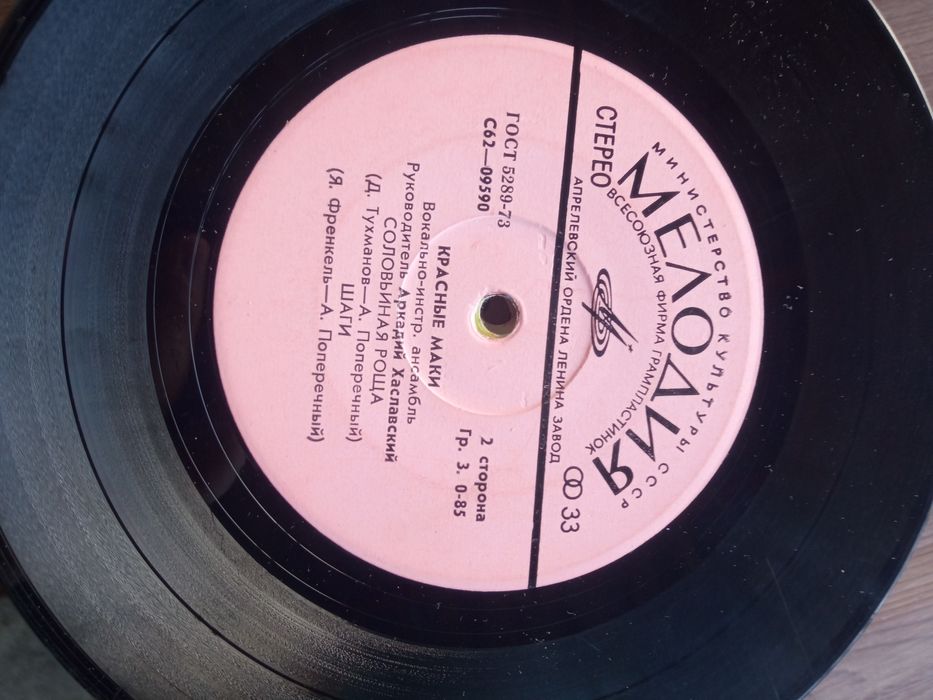 МИНИСТЕРСТВО КУЛЬТУРЫ СССР
МЕЛОДИЯ
ВСЕСОЮЗНАЯ ФИРМА ГРАМПЛАСТИНОК
СТЕРЕО
33
АПРЕЛЕВСКИЙ ОРДЕНА ЛЕНИНА ЗАВОД
ГОСТ 5289-73
С62—09590
2 сторона
Гр. 3. 0-85
КРАСНЫЕ МАКИ
Вокально-инстр. ансамбль
Руководитель Аркадий Хаславский
СОЛОВЬИНАЯ РОЩА
(Д. Тухманов—А. Поперечный)
ШАГИ
(Я. Френкель—А. Поперечный)